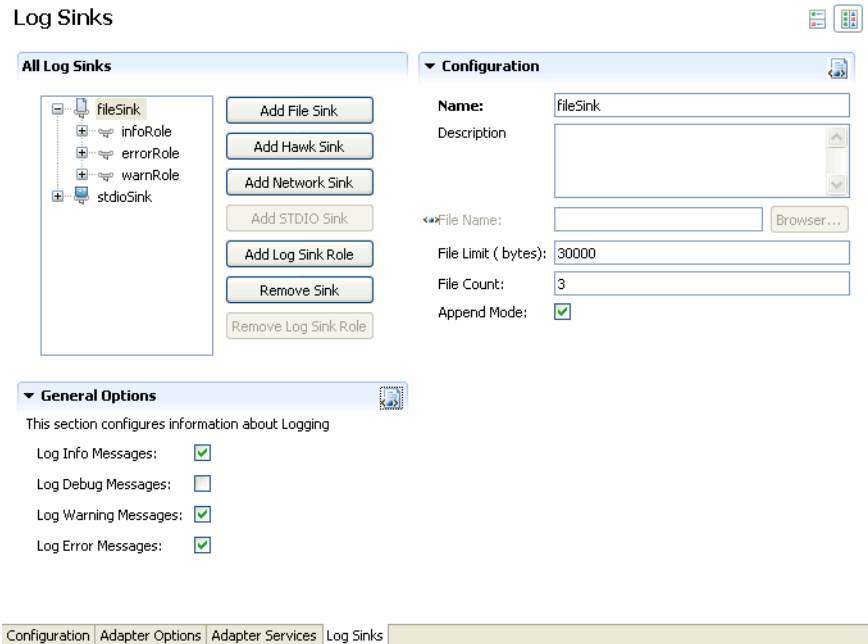 Log Sinks
All Log Sinks
fileSink
infoRole
errorRole
warnRole
stdioSink
Add File Sink
Add Hawk Sink
Add Network Sink
Add STDIO Sink
Add Log Sink Role
Remove Sink
Remove Log Sink Role
Configuration
Name: fileSink
Description
File Name: Browser...
File Limit ( bytes): 30000
File Count: 3
Append Mode:
General Options
This section configures information about Logging
Log Info Messages:
Log Debug Messages:
Log Warning Messages:
Log Error Messages:
Configuration Adapter Options Adapter Services Log Sinks